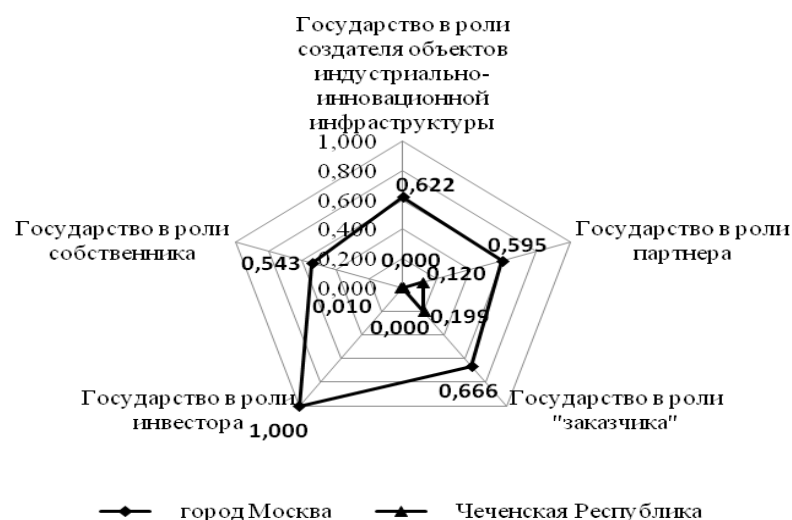 Государство в роли
создателя объектов
индустриально-
инновационной
инфраструктуры
1,000
0,800
0,622
0,600
Государство в роли
собственника
0,400
0,595
Государство в роли
партнера
0,543
0,200
0,000
0,120
0,000
0,010
0,199
0,000
Государство в роли
инвестора
0,666
Государство в роли
"заказчика"
1,000
город Москва
Чеченская Республика